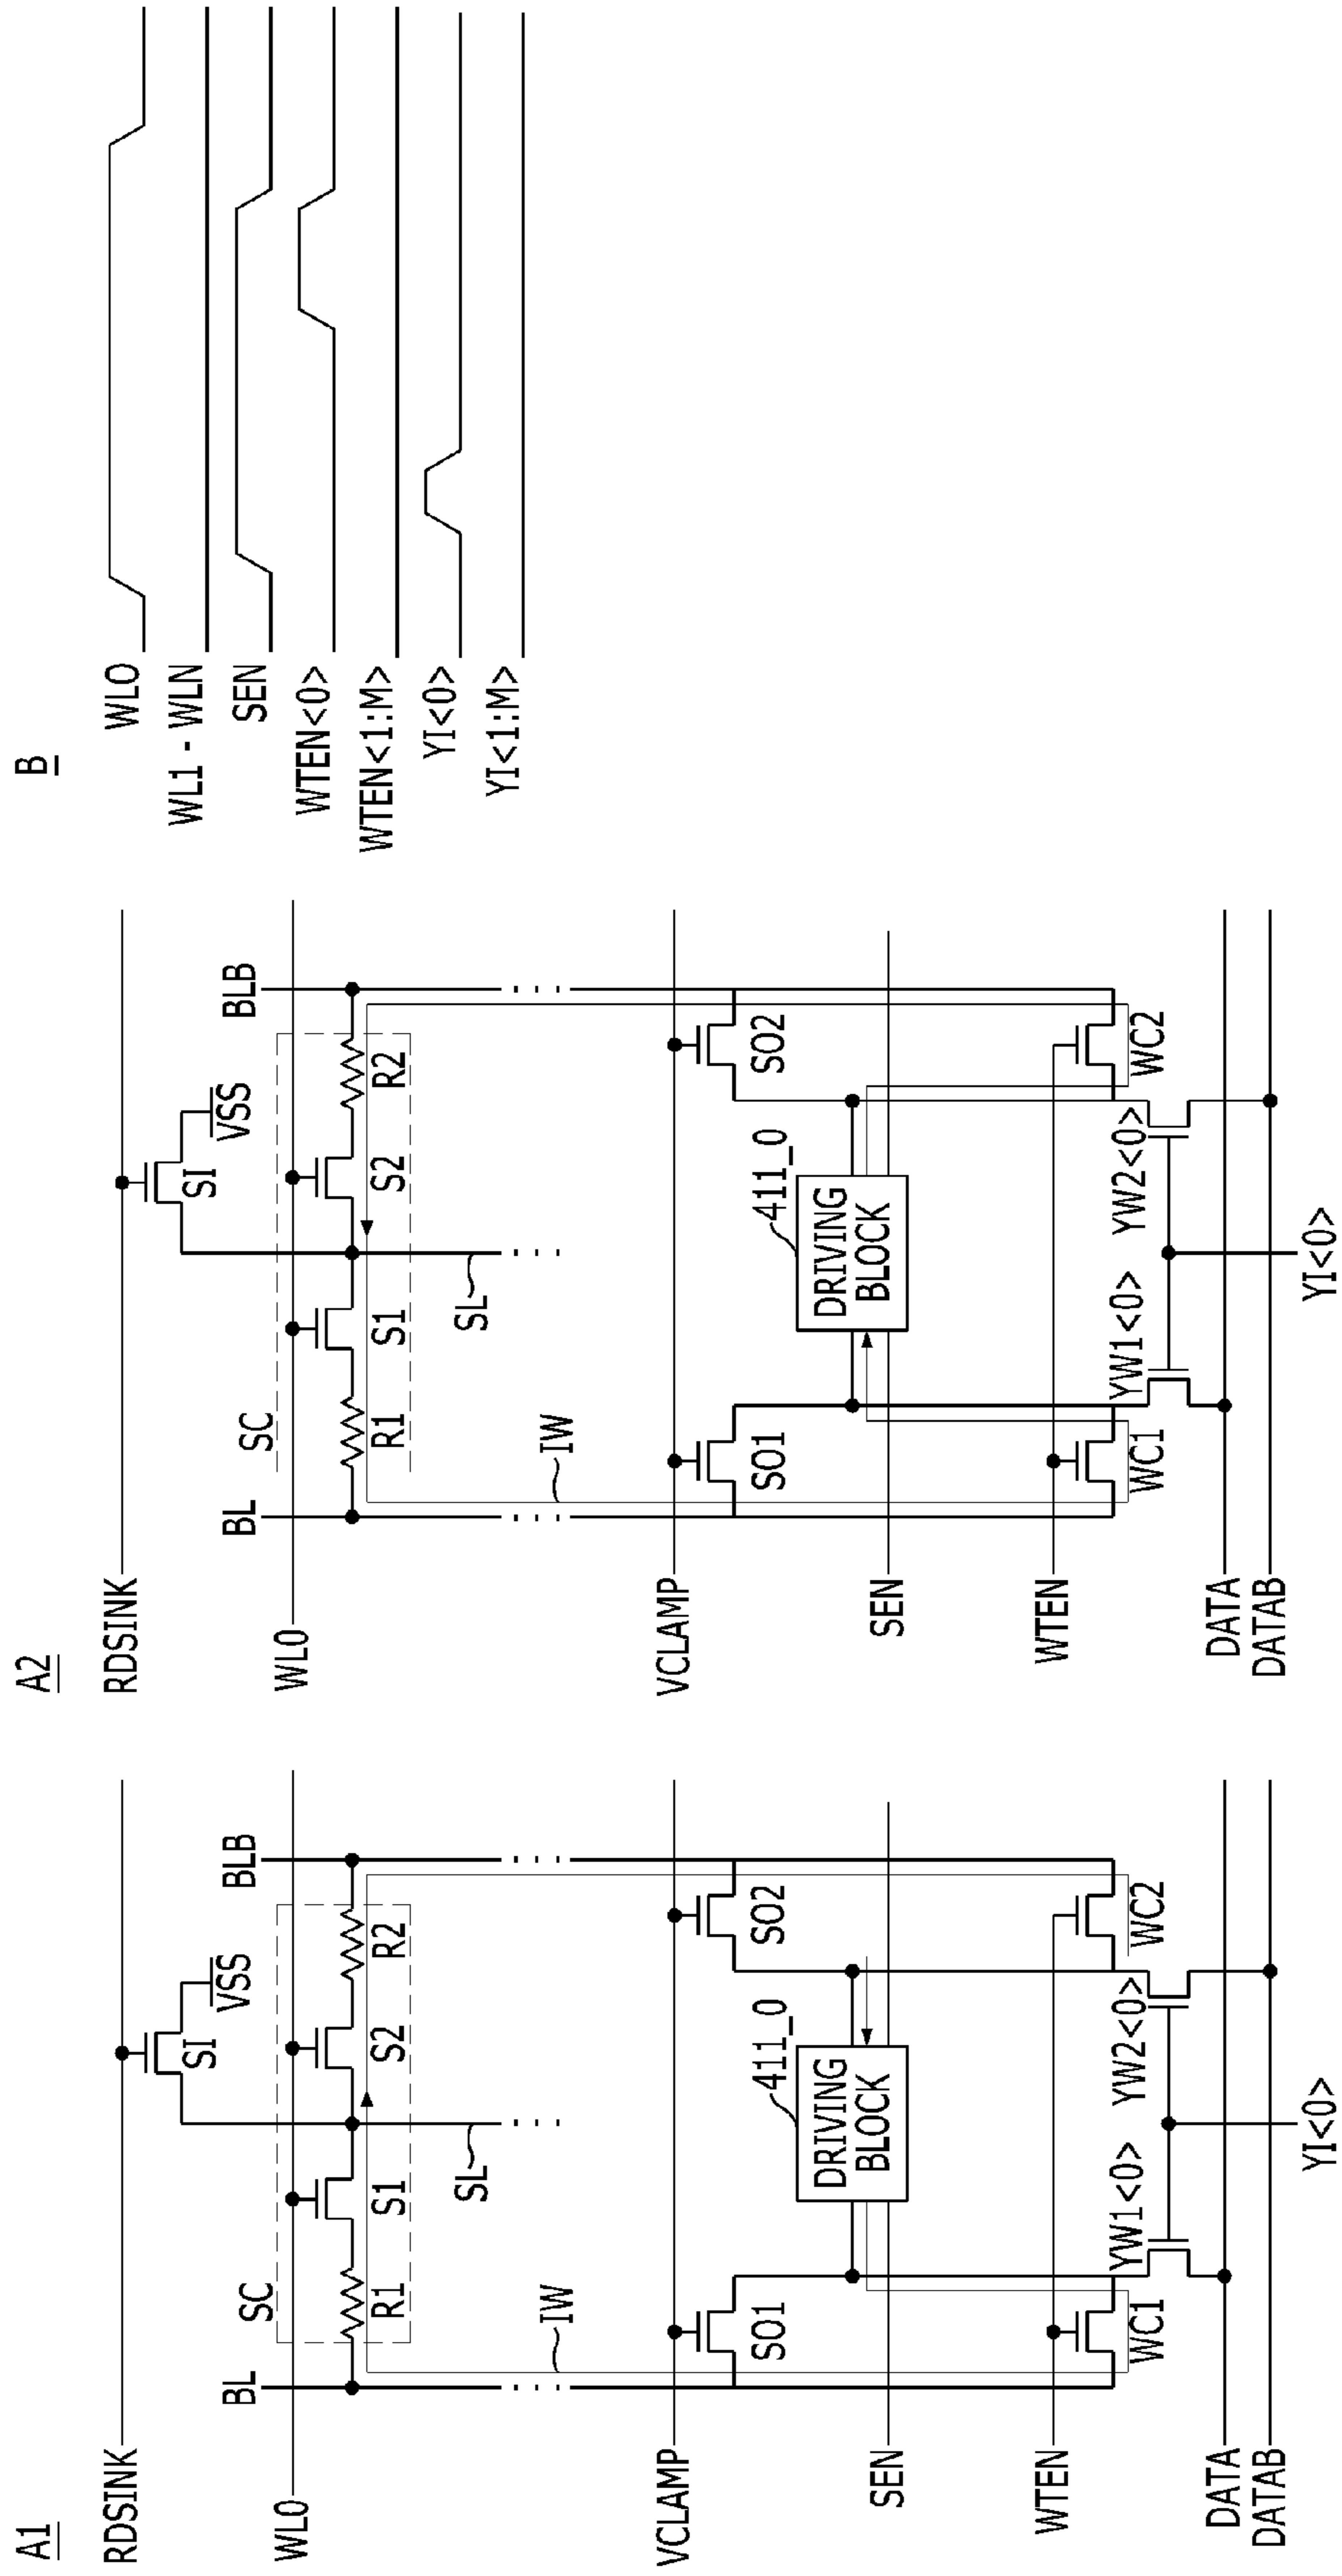 A1
RDSINK
SI
VSS
BL
SC
BLB
WL0
R1
S1
S2
R2
SL
IW
VCLAMP
SO1
SO2
411_0
DRIVING
BLOCK
SEN
WTEN
WC1
YW1<0>
YW2<0>
WC2
DATA
DATAB
YI<0>
A2
RDSINK
SI
VSS
BL
SC
BLB
WL0
R1
S1
S2
R2
SL
IW
VCLAMP
SO1
SO2
411_0
DRIVING
BLOCK
SEN
WTEN
WC1
YW1<0>
YW2<0>
WC2
DATA
DATAB
YI<0>
B
WL0
WL1 - WLN
SEN
WTEN<0>
WTEN<1:M>
YI<0>
YI<1:M>